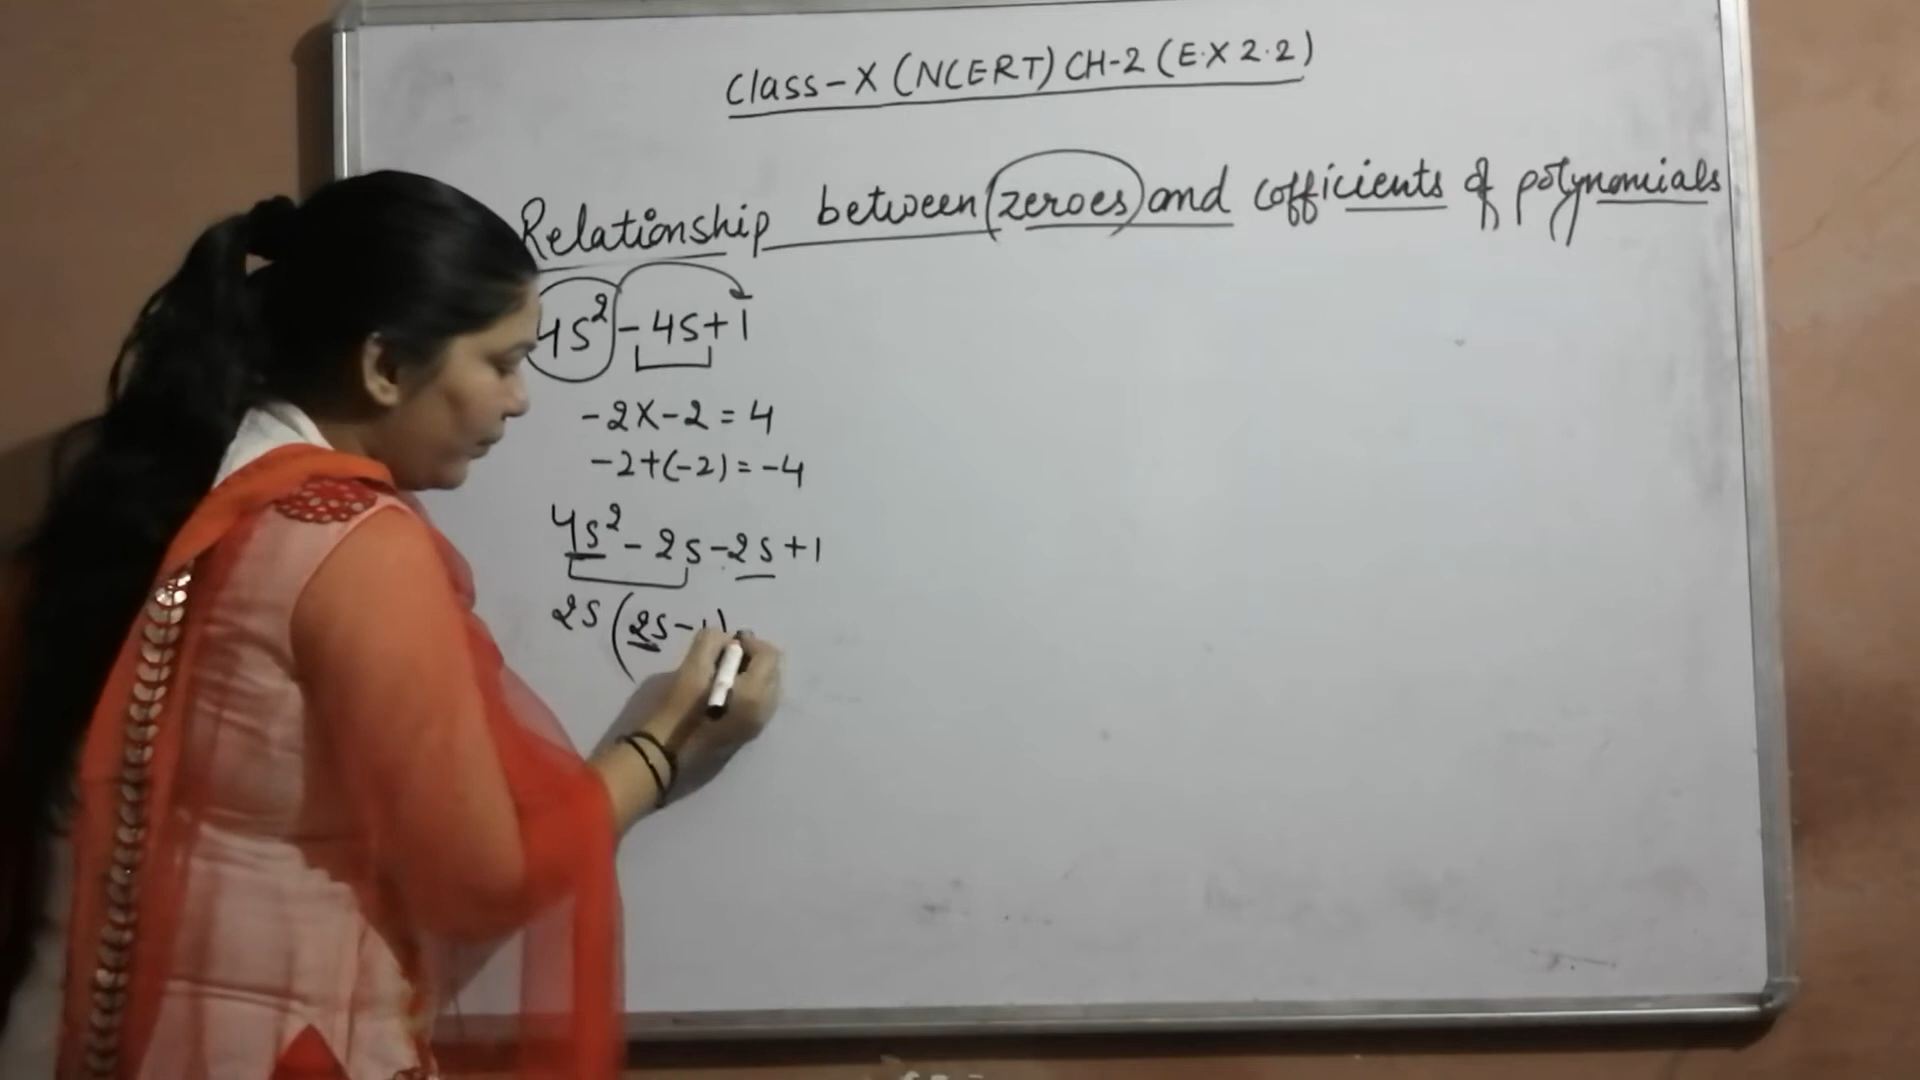 Class-X (NCERT) CH-2 (E.X 2.2)
Relationship between (zeroes) and cofficients of polynomials
4s² - 4s + 1
-2 x -2 = 4
-2+(-2) = -4
4s² - 2s - 2s + 1
2s (2s - 1)